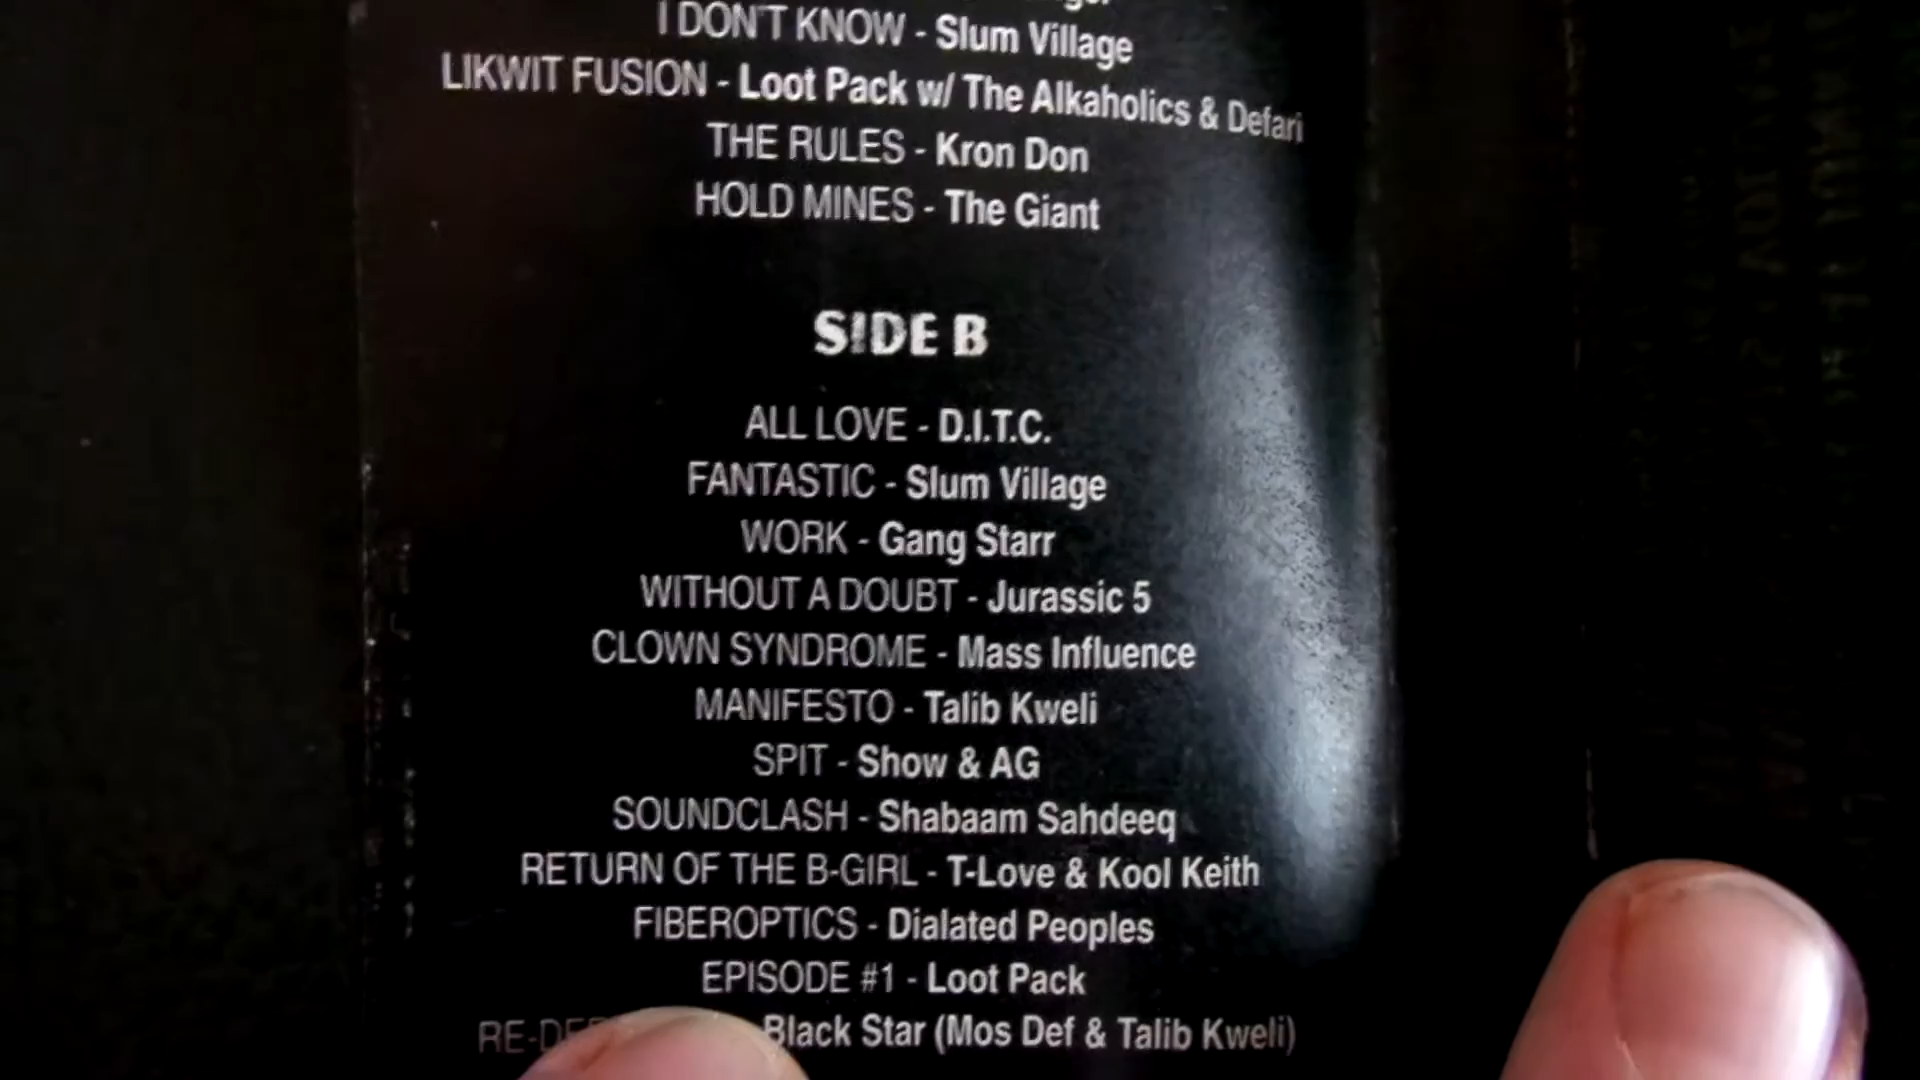 I DON'T KNOW - Slum Village
LIKWIT FUSION - Loot Pack w/ The Alkaholics & Defari
THE RULES - Kron Don
HOLD MINES - The Giant
SIDE B
ALL LOVE - D.I.T.C.
FANTASTIC - Slum Village
WORK - Gang Starr
WITHOUT A DOUBT - Jurassic 5
CLOWN SYNDROME - Mass Influence
MANIFESTO - Talib Kweli
SPIT - Show & AG
SOUNDCLASH - Shabaam Sahdeeq
RETURN OF THE B-GIRL - T-Love & Kool Keith
FIBEROPTICS - Dialated Peoples
EPISODE #1 - Loot Pack
Black Star (Mos Def & Talib Kweli)